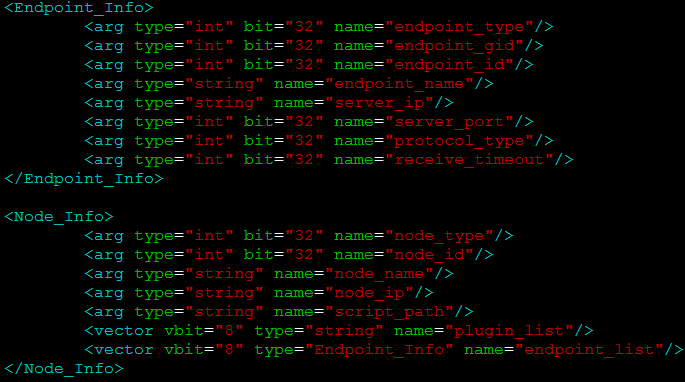 <Endpoint_Info>
        <arg type="int" bit="32" name="endpoint_type"/>
        <arg type="int" bit="32" name="endpoint_gid"/>
        <arg type="int" bit="32" name="endpoint_id"/>
        <arg type="string" name="endpoint_name"/>
        <arg type="string" name="server_ip"/>
        <arg type="int" bit="32" name="server_port"/>
        <arg type="int" bit="32" name="protocol_type"/>
        <arg type="int" bit="32" name="receive_timeout"/>
</Endpoint_Info>

<Node_Info>
        <arg type="int" bit="32" name="node_type"/>
        <arg type="int" bit="32" name="node_id"/>
        <arg type="string" name="node_name"/>
        <arg type="string" name="node_ip"/>
        <arg type="string" name="script_path"/>
        <vector vbit="8" type="string" name="plugin_list"/>
        <vector vbit="8" type="Endpoint_Info" name="endpoint_list"/>
</Node_Info>